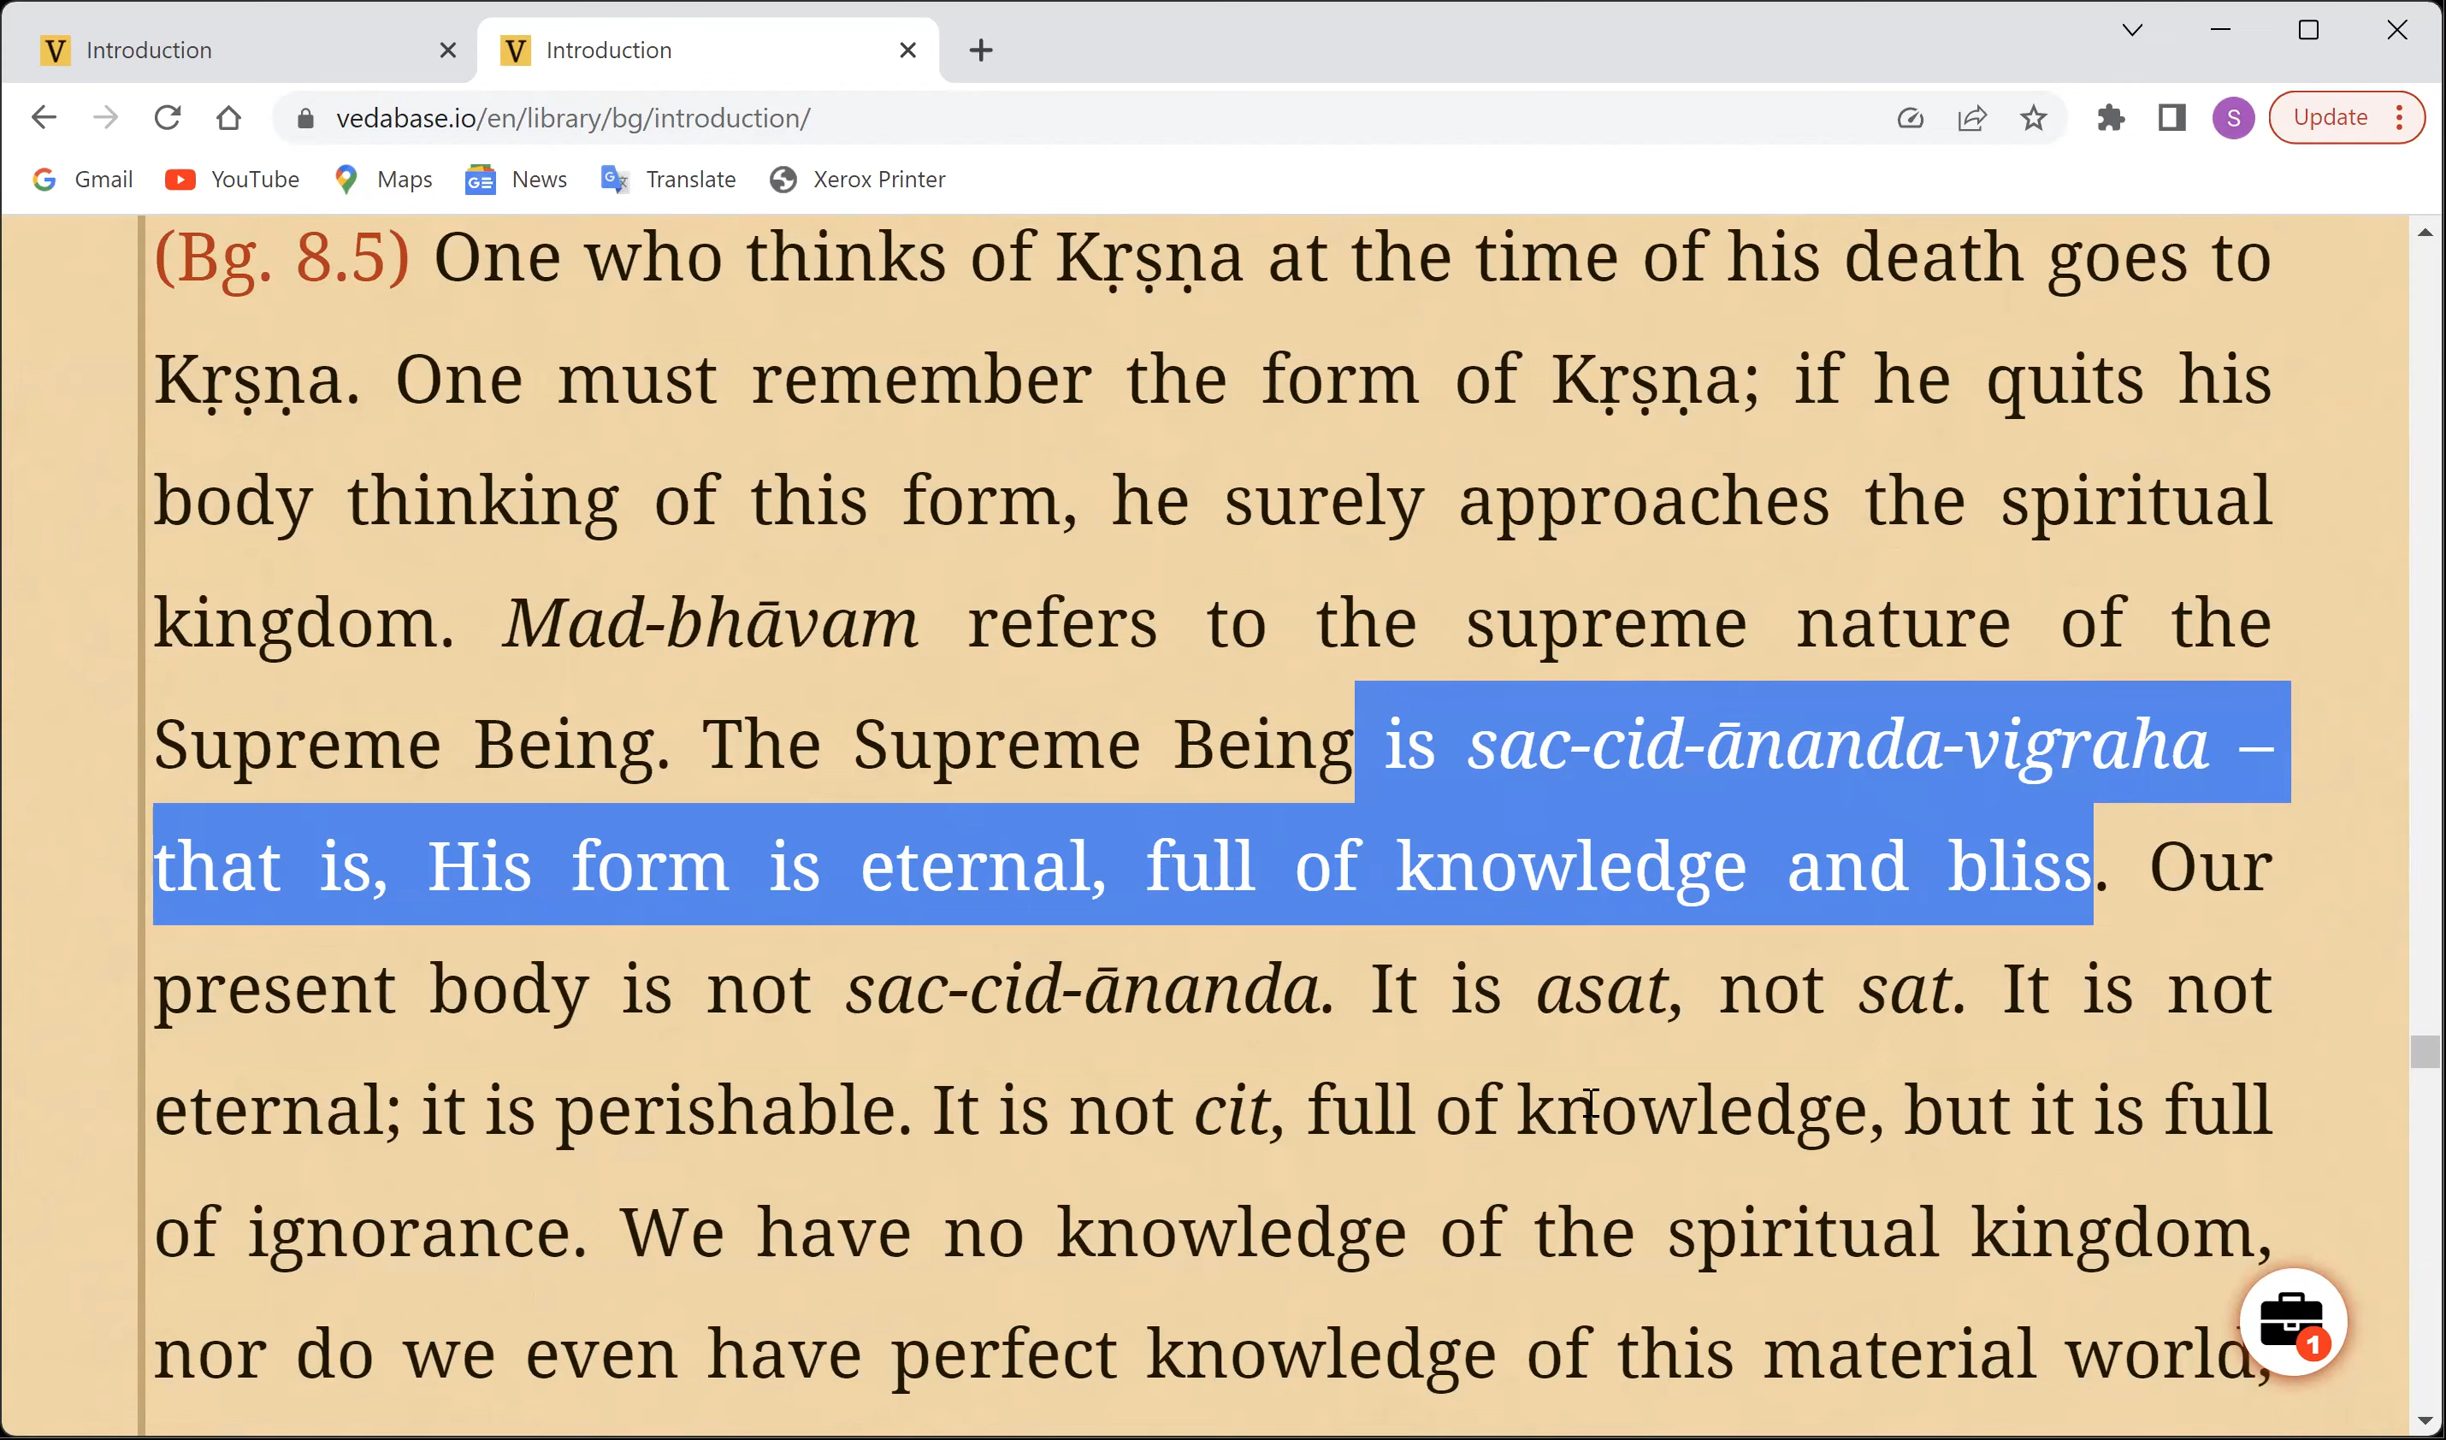 Introduction
Introduction
vedabase.io/en/library/bg/introduction/
S
Update
Gmail
YouTube
Maps
News
Translate
Xerox Printer
(Bg. 8.5) One who thinks of Kṛṣṇa at the time of his death goes to
Kṛṣṇa. One must remember the form of Kṛṣṇa; if he quits his
body thinking of this form, he surely approaches the spiritual
kingdom. Mad-bhāvam refers to the supreme nature of the
Supreme Being. The Supreme Being is sac-cid-ānanda-vigraha –
that is, His form is eternal, full of knowledge and bliss. Our
present body is not sac-cid-ānanda. It is asat, not sat. It is not
eternal; it is perishable. It is not cit, full of knowledge, but it is full
of ignorance. We have no knowledge of the spiritual kingdom,
nor do we even have perfect knowledge of this material world,
1